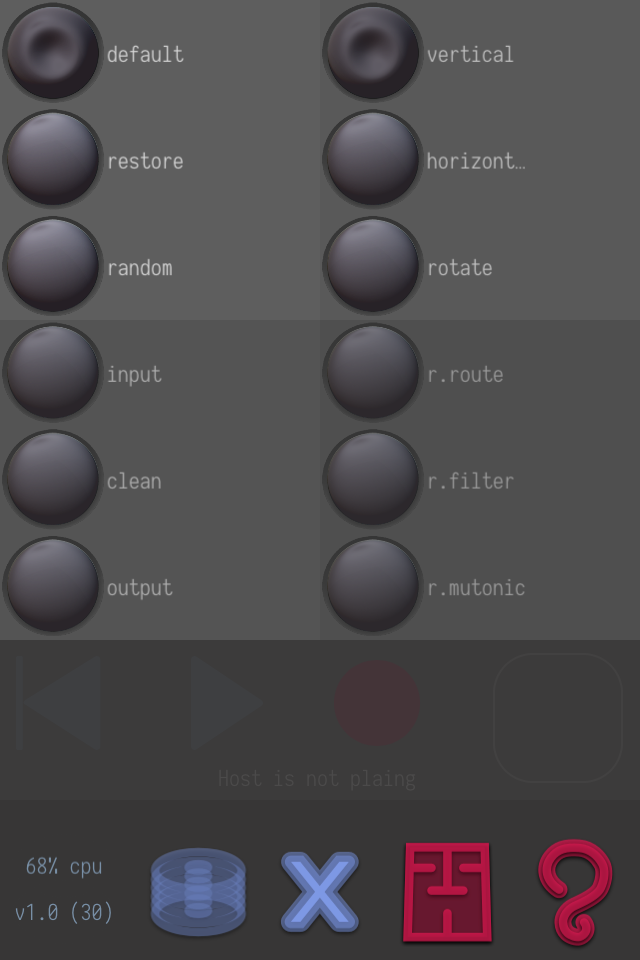 default
vertical
restore
horizont…
random
rotate
input
r.route
clean
r.filter
output
r.mutonic
Host is not plaing
68% cpu
v1.0 (30)